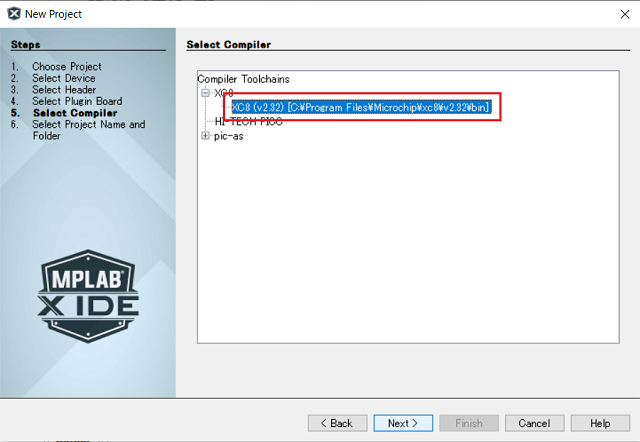 New Project
Steps
1. Choose Project
2. Select Device
3. Select Header
4. Select Plugin Board
5. Select Compiler
6. Select Project Name and
Folder
MPLAB®
X IDE
Select Compiler
Compiler Toolchains
XC8
XC8 (v2.32) [C:¥Program Files¥Microchip¥xc8¥v2.32¥bin]
HI-TECH PICC
pic-as
< Back
Next >
Finish
Cancel
Help